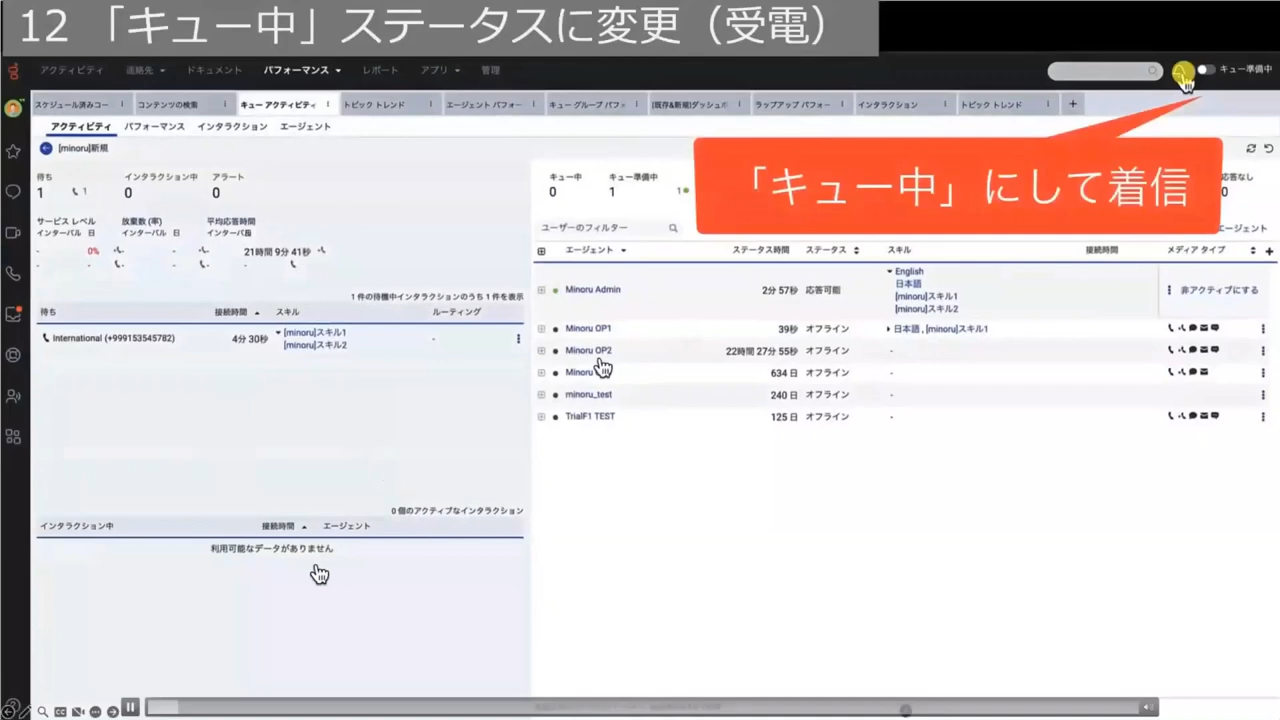 12 「キュー中」ステータスに変更（受電）
アクティビティ 連絡先 ドキュメント パフォーマンス レポート アプリ 管理
キュー準備中
スケジュール済みコー コンテンツの検索 キュー アクティビティ トピック トレンド エージェント パフォー キュー グループ パフォ [既存&新規]ダッシュボ ラップアップ パフォー インタラクション トピック トレンド +
アクティビティ パフォーマンス インタラクション エージェント
[minoru]新規
「キュー中」にして着信
待ち インタラクション中 アラート
1 1 0 0
サービス レベル 放棄数 (率) 平均応答時間
インターバル 日 インターバル 日 インターバル
0% - - 21時間 9分 41秒
- - - -
1 件の待機中インタラクションのうち 1 件を表示
待ち 接続時間 スキル ルーティング
International (+999153545782) 4分 30秒 [minoru]スキル1 -
[minoru]スキル2
0 個のアクティブなインタラクション
インタラクション中 接続時間 エージェント
利用可能なデータがありません
キュー中 キュー準備中 応答なし
0 1 1 0
ユーザーのフィルター エージェント
エージェント ステータス時間 ステータス スキル 接続時間 メディア タイプ
Minoru Admin 2分 57秒 応答可能 English 非アクティブにする
日本語
[minoru]スキル1
[minoru]スキル2
Minoru OP1 39秒 オフライン 日本語 , [minoru]スキル1
Minoru OP2 22時間 27分 55秒 オフライン -
Minoru 634 日 オフライン -
minoru_test 240 日 オフライン -
TrialF1 TEST 125 日 オフライン -